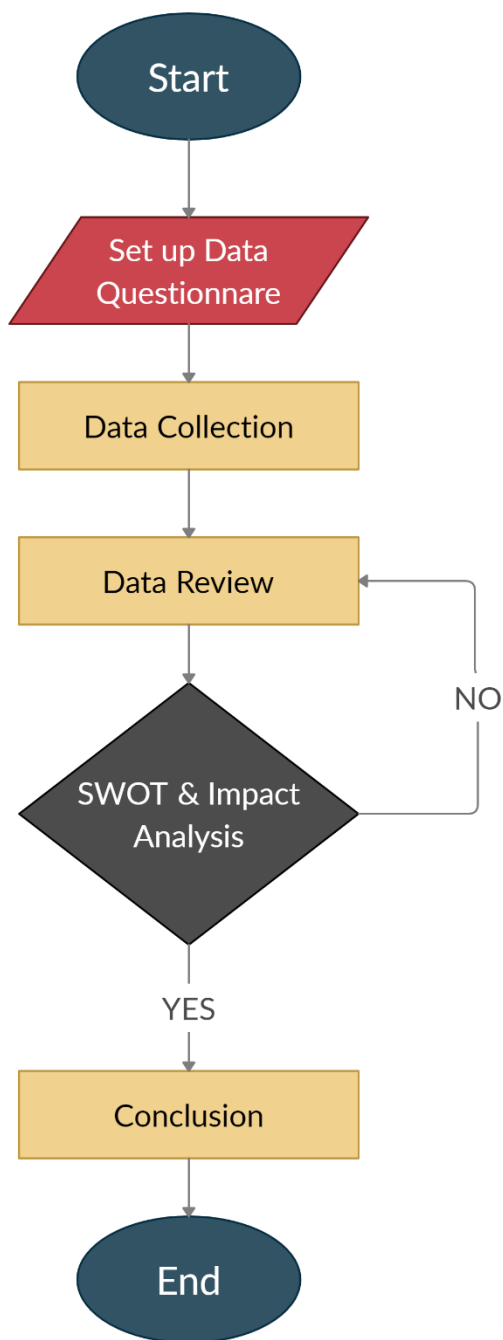 Start
Set up Data
Questionnare
Data Collection
Data Review
NO
SWOT & Impact
Analysis
YES
Conclusion
End